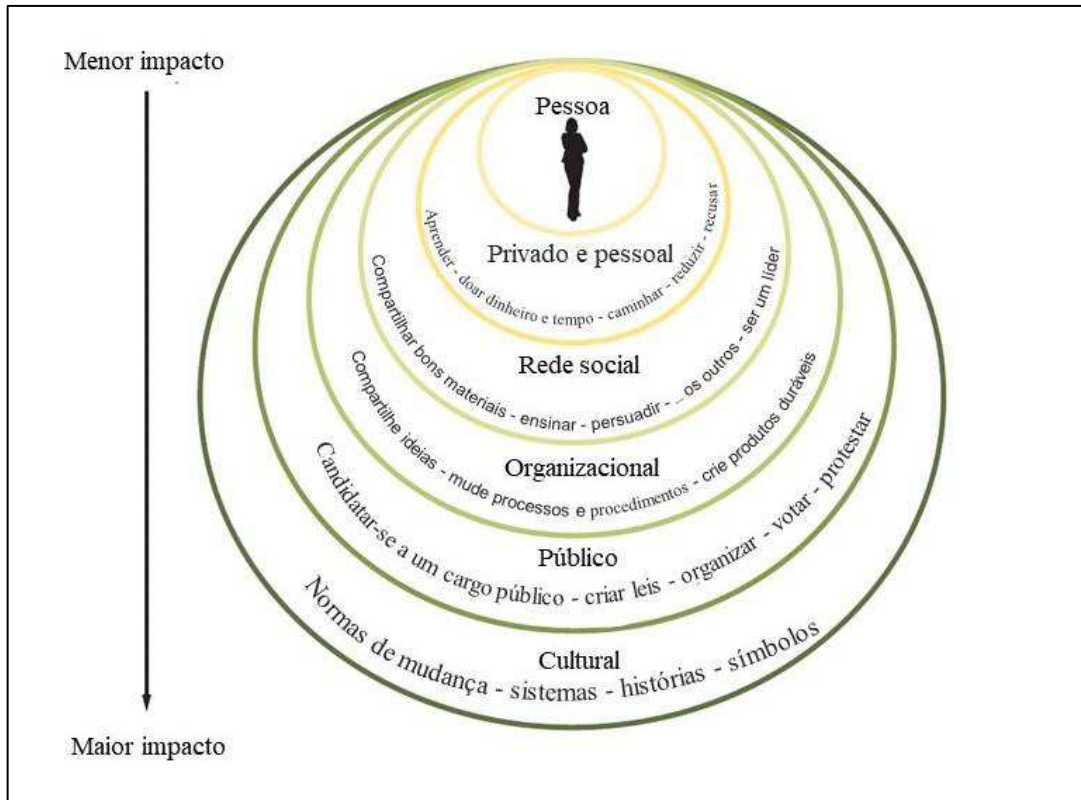 Menor impacto
Pessoa
Privado e pessoal
Aprender - doar dinheiro e tempo - caminhar - reduzir - recusar
Rede social
Compartilhar bons materiais - ensinar - persuadir - ... os outros - ser um líder
Organizacional
Compartilhe ideias - mude processos e procedimentos - crie produtos duráveis
Público
Candidatar-se a um cargo público - criar leis - organizar - votar - protestar
Cultural
Normas de mudança - sistemas - histórias - símbolos
Maior impacto